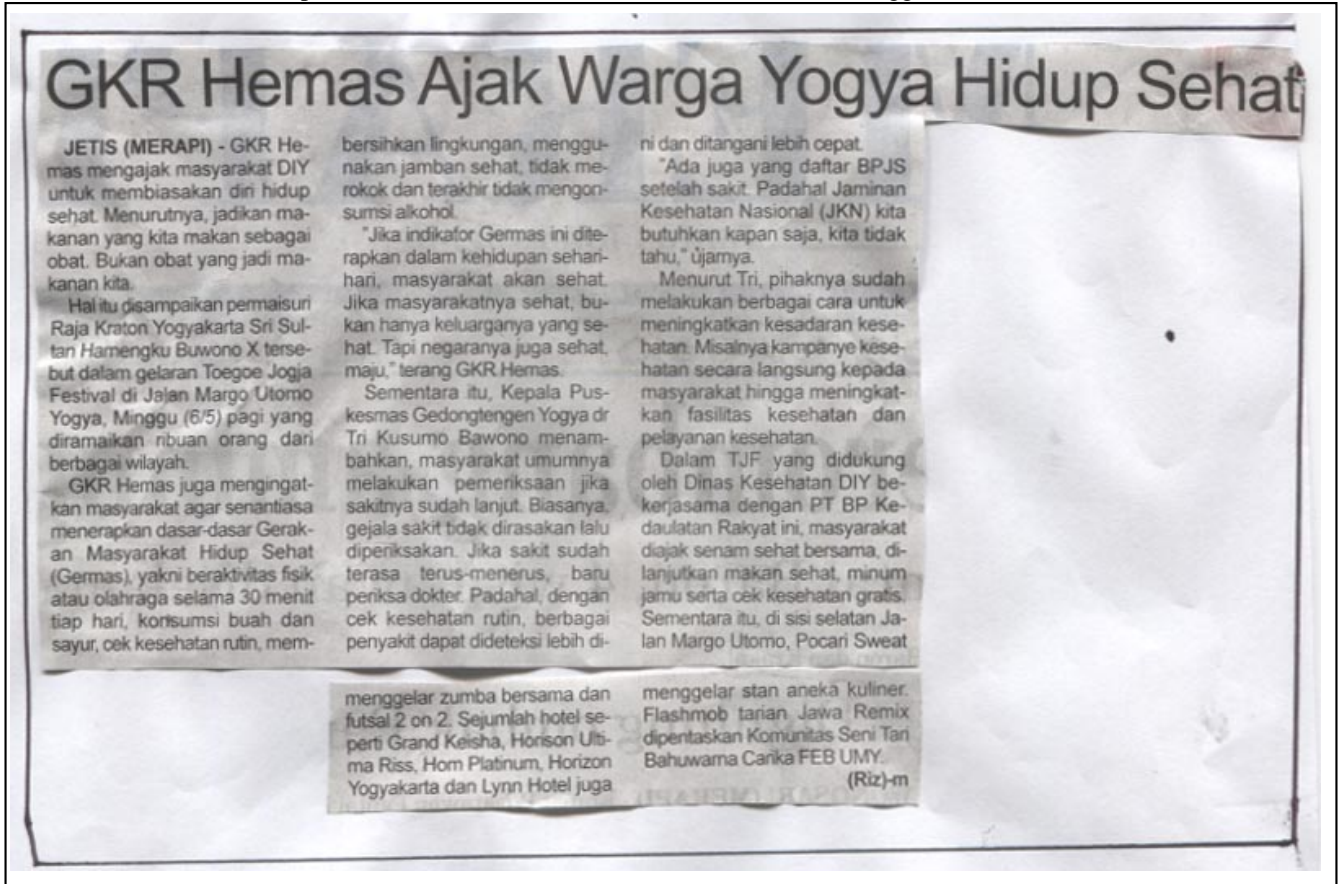 GKR Hemas Ajak Warga Yogya Hidup Sehat
JETIS (MERAPI) - GKR He-
mas mengajak masyarakat DIY
untuk membiasakan diri hidup
sehat. Menurutnya, jadikan ma-
kanan yang kita makan sebagai
obat. Bukan obat yang jadi ma-
kanan kita.
Hal itu disampaikan permaisuri
Raja Kraton Yogyakarta Sri Sul-
tan Hamengku Buwono X terse-
but dalam gelaran Toegoe Jogja
Festival di Jalan Margo Utomo
Yogya, Minggu (6/5) pagi yang
diramaikan ribuan orang dari
berbagai wilayah.
GKR Hemas juga mengingat-
kan masyarakat agar senantiasa
menerapkan dasar-dasar Gerak-
an Masyarakat Hidup Sehat
(Germas), yakni beraktivitas fisik
atau olahraga selama 30 menit
tiap hari, konsumsi buah dan
sayur, cek kesehatan rutin, mem-
bersihkan lingkungan, menggu-
nakan jamban sehat, tidak me-
rokok dan terakhir tidak mengon-
sumsi alkohol.
"Jika indikator Germas ini dite-
rapkan dalam kehidupan sehari-
hari, masyarakat akan sehat.
Jika masyarakatnya sehat, bu-
kan hanya keluarganya yang se-
hat. Tapi negaranya juga sehat,
maju," terang GKR Hemas.
Sementara itu, Kepala Pus-
kesmas Gedongtengen Yogya dr
Tri Kusumo Bawono menam-
bahkan, masyarakat umumnya
melakukan pemeriksaan jika
sakitnya sudah lanjut. Biasanya,
gejala sakit tidak dirasakan lalu
diperiksakan. Jika sakit sudah
terasa terus-menerus, baru
periksa dokter. Padahal, dengan
cek kesehatan rutin, berbagai
penyakit dapat dideteksi lebih di-
ni dan ditangani lebih cepat.
"Ada juga yang daftar BPJS
setelah sakit. Padahal Jaminan
Kesehatan Nasional (JKN) kita
butuhkan kapan saja, kita tidak
tahu," ujarnya.
Menurut Tri, pihaknya sudah
melakukan berbagai cara untuk
meningkatkan kesadaran kese-
hatan. Misalnya kampanye kese-
hatan secara langsung kepada
masyarakat hingga meningkat-
kan fasilitas kesehatan dan
pelayanan kesehatan.
Dalam TJF yang didukung
oleh Dinas Kesehatan DIY be-
kerjasama dengan PT BP Ke-
daulatan Rakyat ini, masyarakat
diajak senam sehat bersama, di-
lanjutkan makan sehat, minum
jamu serta cek kesehatan gratis.
Sementara itu, di sisi selatan Ja-
lan Margo Utomo, Pocari Sweat
menggelar zumba bersama dan
futsal 2 on 2. Sejumlah hotel se-
perti Grand Keisha, Horison Ulti-
ma Riss, Hom Platinum, Horizon
Yogyakarta dan Lynn Hotel juga
menggelar stan aneka kuliner.
Flashmob tarian Jawa Remix
dipentaskan Komunitas Seni Tari
Bahuwarna Carika FEB UMY.
(Riz)-m